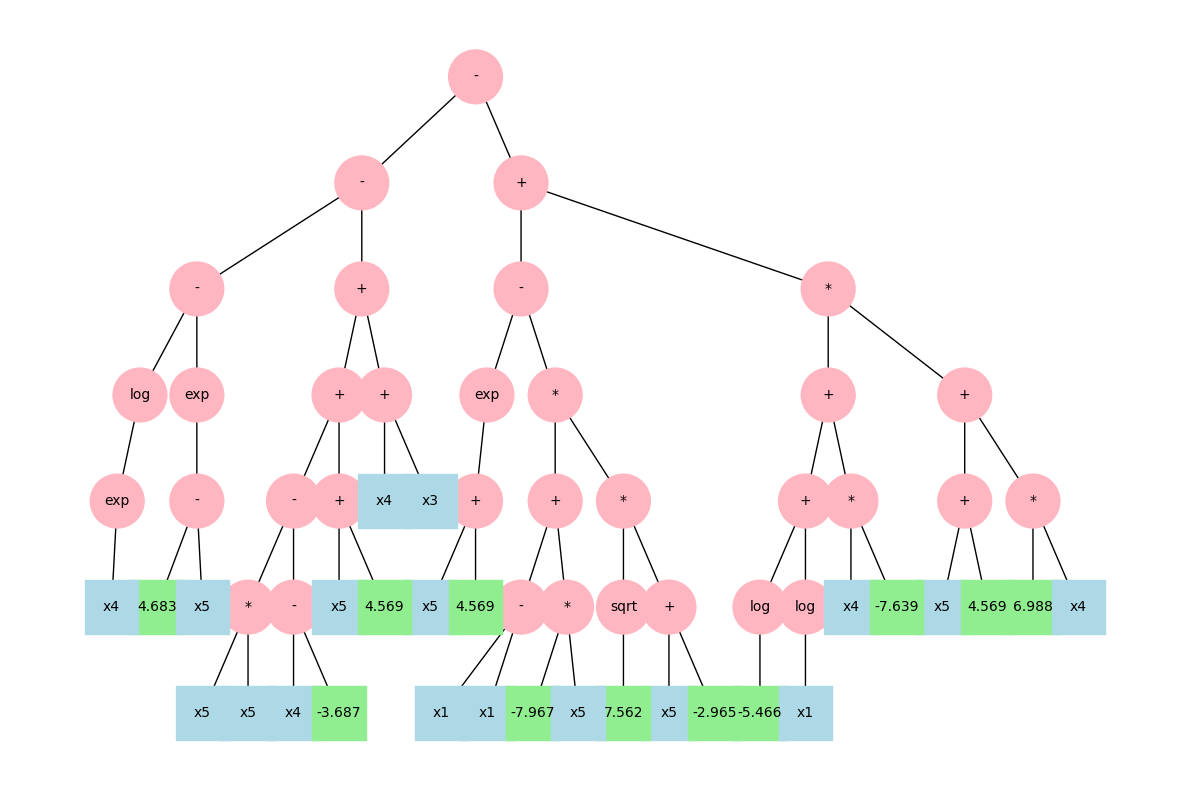 -
- +
- + - *
log exp + + exp * + +
exp - - + x4 x3 + + * + * + *
x4 4.683 x5 * - x5 4.569 x5 4.569 - * sqrt + log log x4 -7.639 x5 4.569 6.988 x4
x5 x5 x4 -3.687 x1 x1 -7.967 x5 7.562 x5 -2.965 -5.466 x1